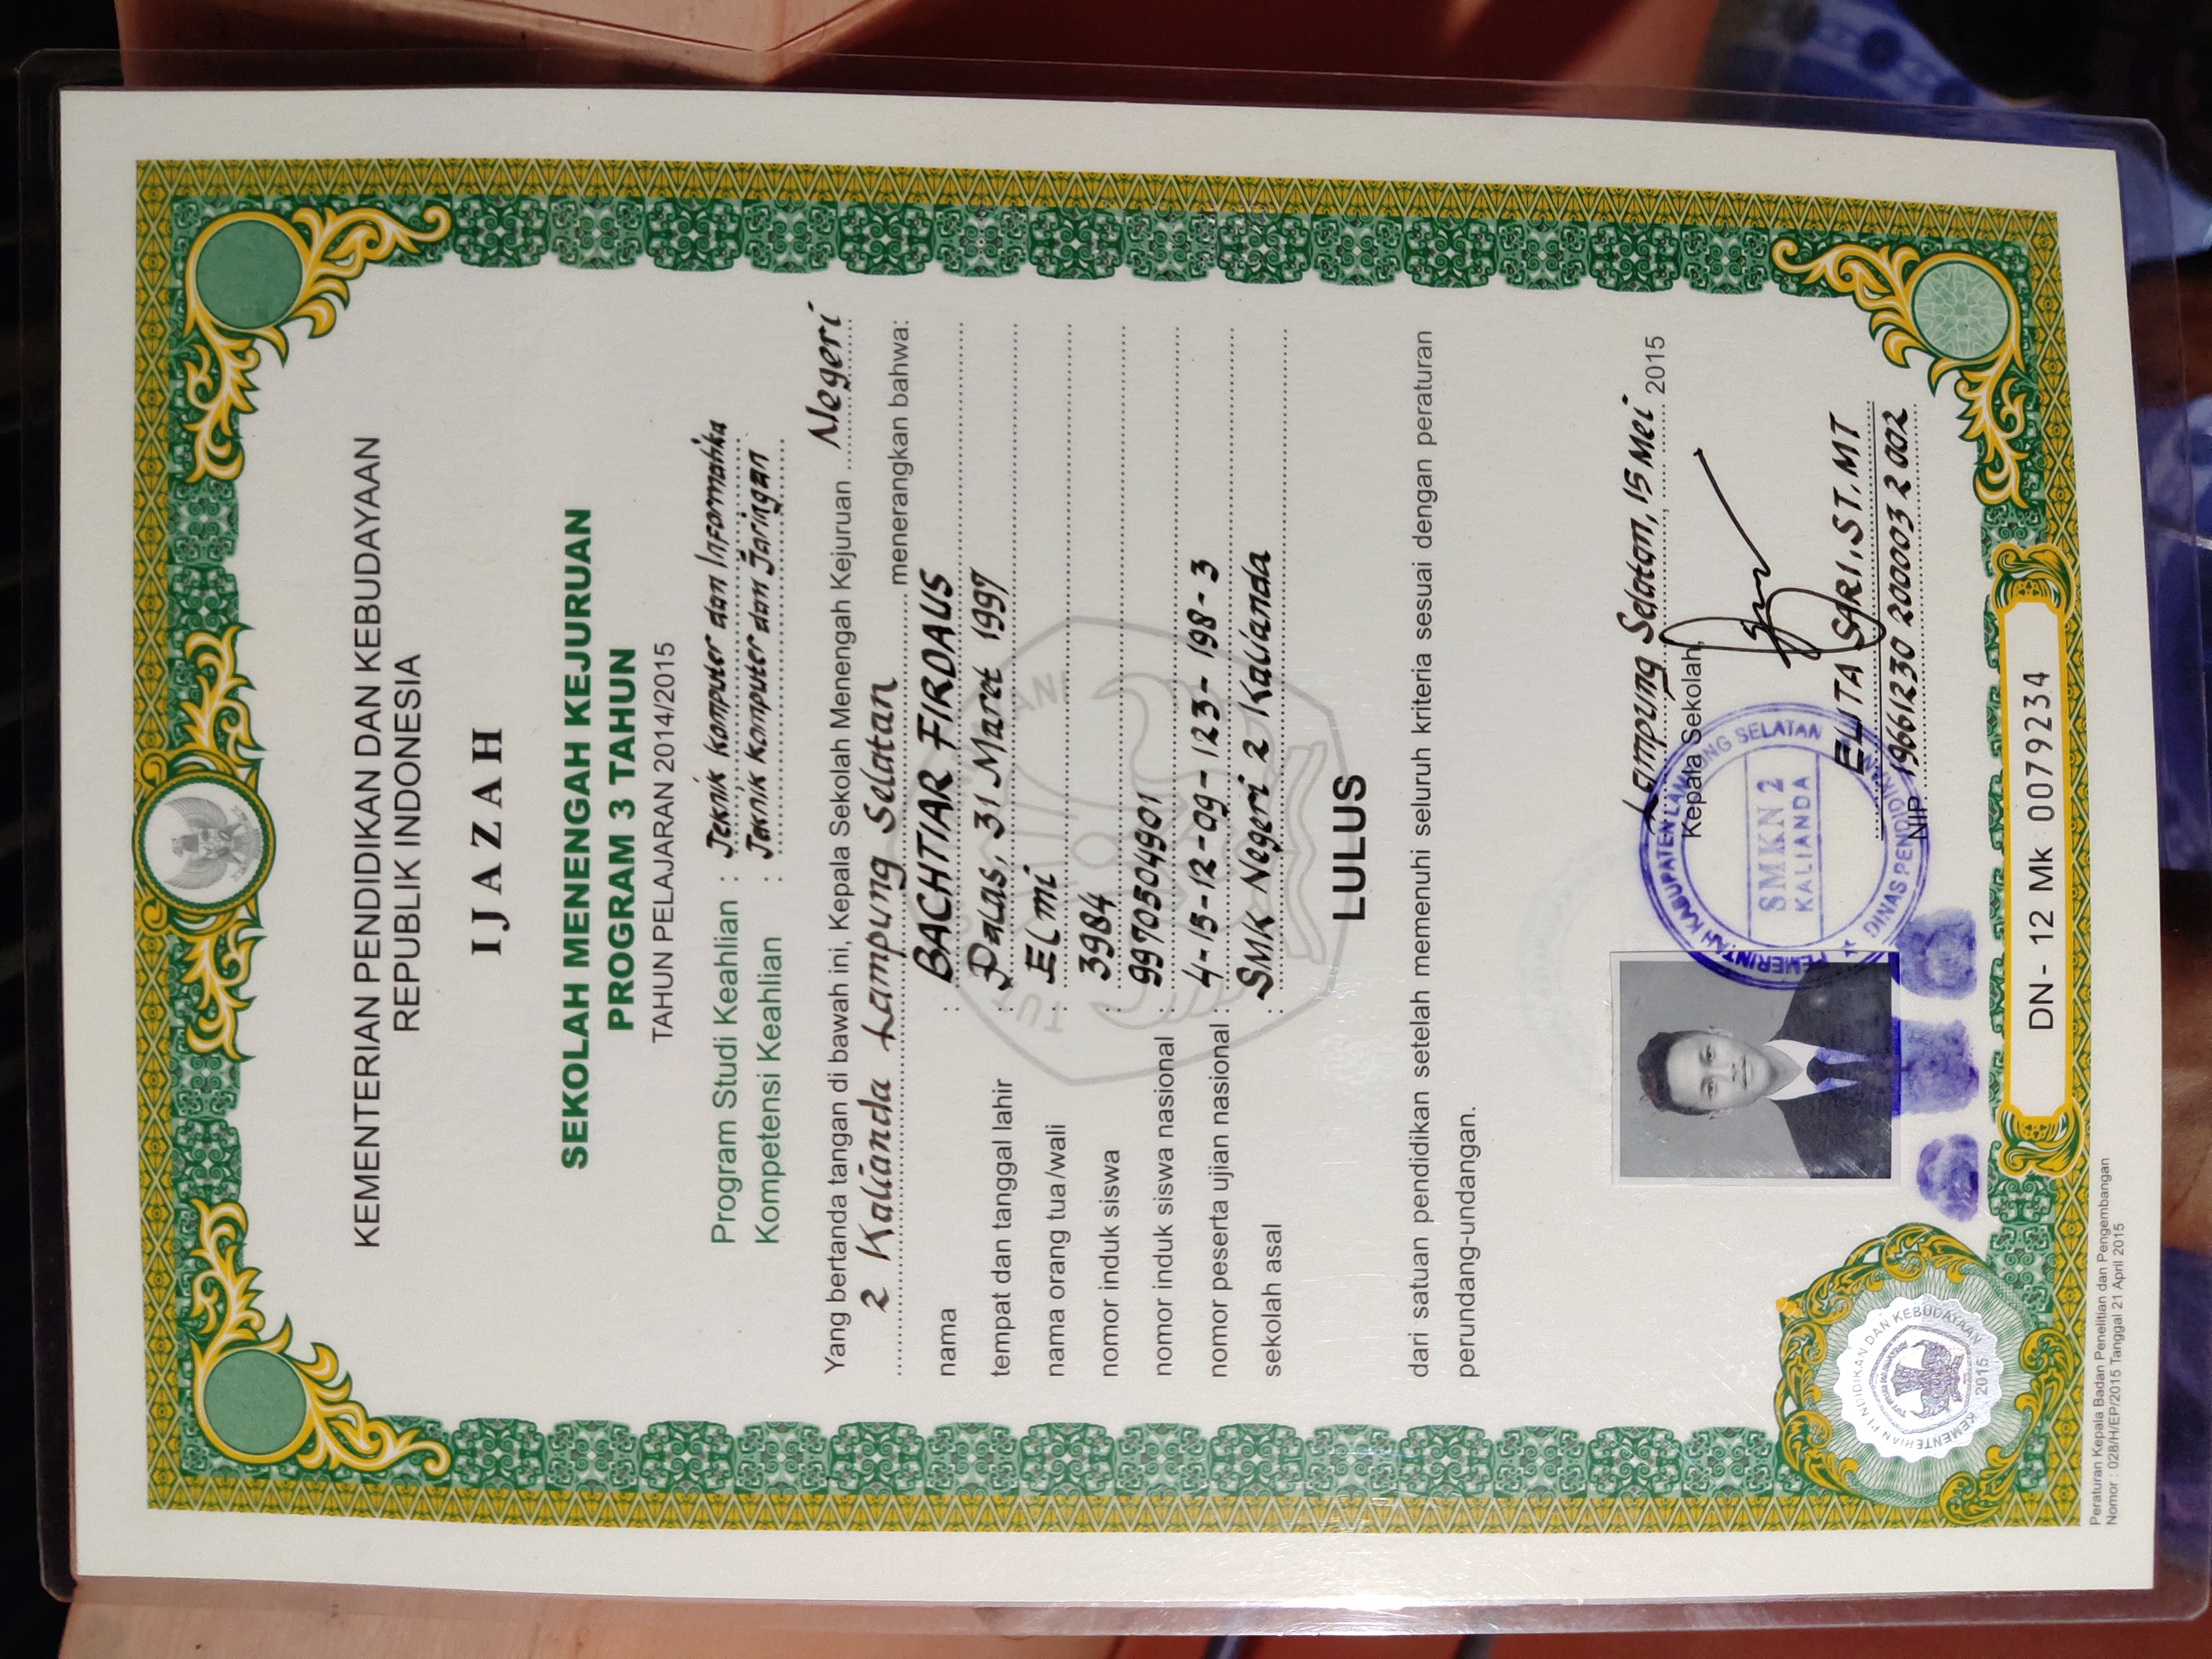 KEMENTERIAN PENDIDIKAN DAN KEBUDAYAAN
REPUBLIK INDONESIA
IJAZAH
SEKOLAH MENENGAH KEJURUAN
PROGRAM 3 TAHUN
TAHUN PELAJARAN 2014/2015
Program Studi Keahlian : Teknik Komputer dan Informatika
Kompetensi Keahlian : Teknik Komputer dan Jaringan
Yang bertanda tangan di bawah ini, Kepala Sekolah Menengah Kejuruan Negeri
2 Kalianda Lampung Selatan menerangkan bahwa:
nama : BACHTIAR FIRDAUS
tempat dan tanggal lahir : Palas, 31 Maret 1997
nama orang tua/wali : Elmi
nomor induk siswa : 3984
nomor induk siswa nasional : 9970504901
nomor peserta ujian nasional : 4-15-12-09-123-198-3
sekolah asal : SMK Negeri 2 Kalianda
LULUS
dari satuan pendidikan setelah memenuhi seluruh kriteria sesuai dengan peraturan
perundang-undangan.
Lampung Selatan, 15 Mei 2015
Kepala Sekolah,
PEMERINTAH KABUPATEN LAMPUNG SELATAN
SMKN 2
KALIANDA
DINAS PENDIDIKAN
ELITA SARI, ST, MT
NIP 19661230 200003 2 002
KEMENTERIAN PENDIDIKAN DAN KEBUDAYAAN
2015
DN- 12 Mk 0079234
Peraturan Kepala Badan Penelitian dan Pengembangan
Nomor : 028/H/EP/2015 Tanggal 21 April 2015